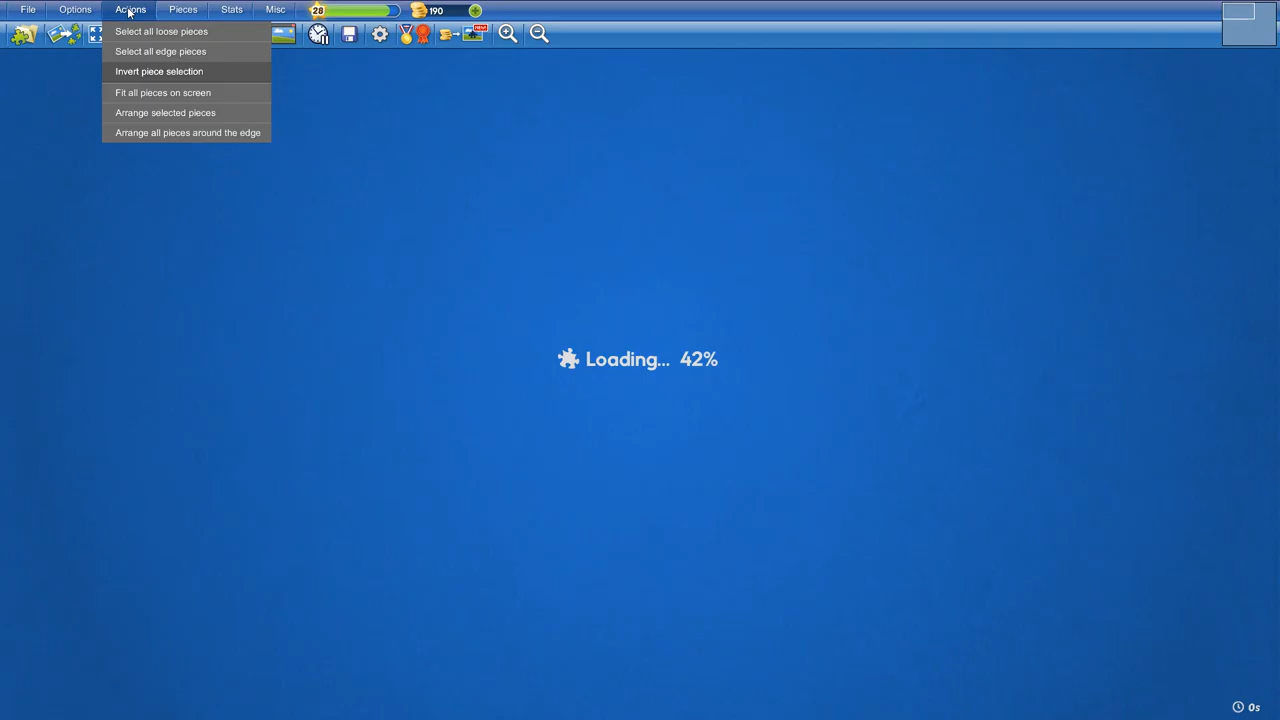 File Options Actions Pieces Stats Misc 28 190
NEW
Select all loose pieces
Select all edge pieces
Invert piece selection
Fit all pieces on screen
Arrange selected pieces
Arrange all pieces around the edge
Loading... 42%
0s